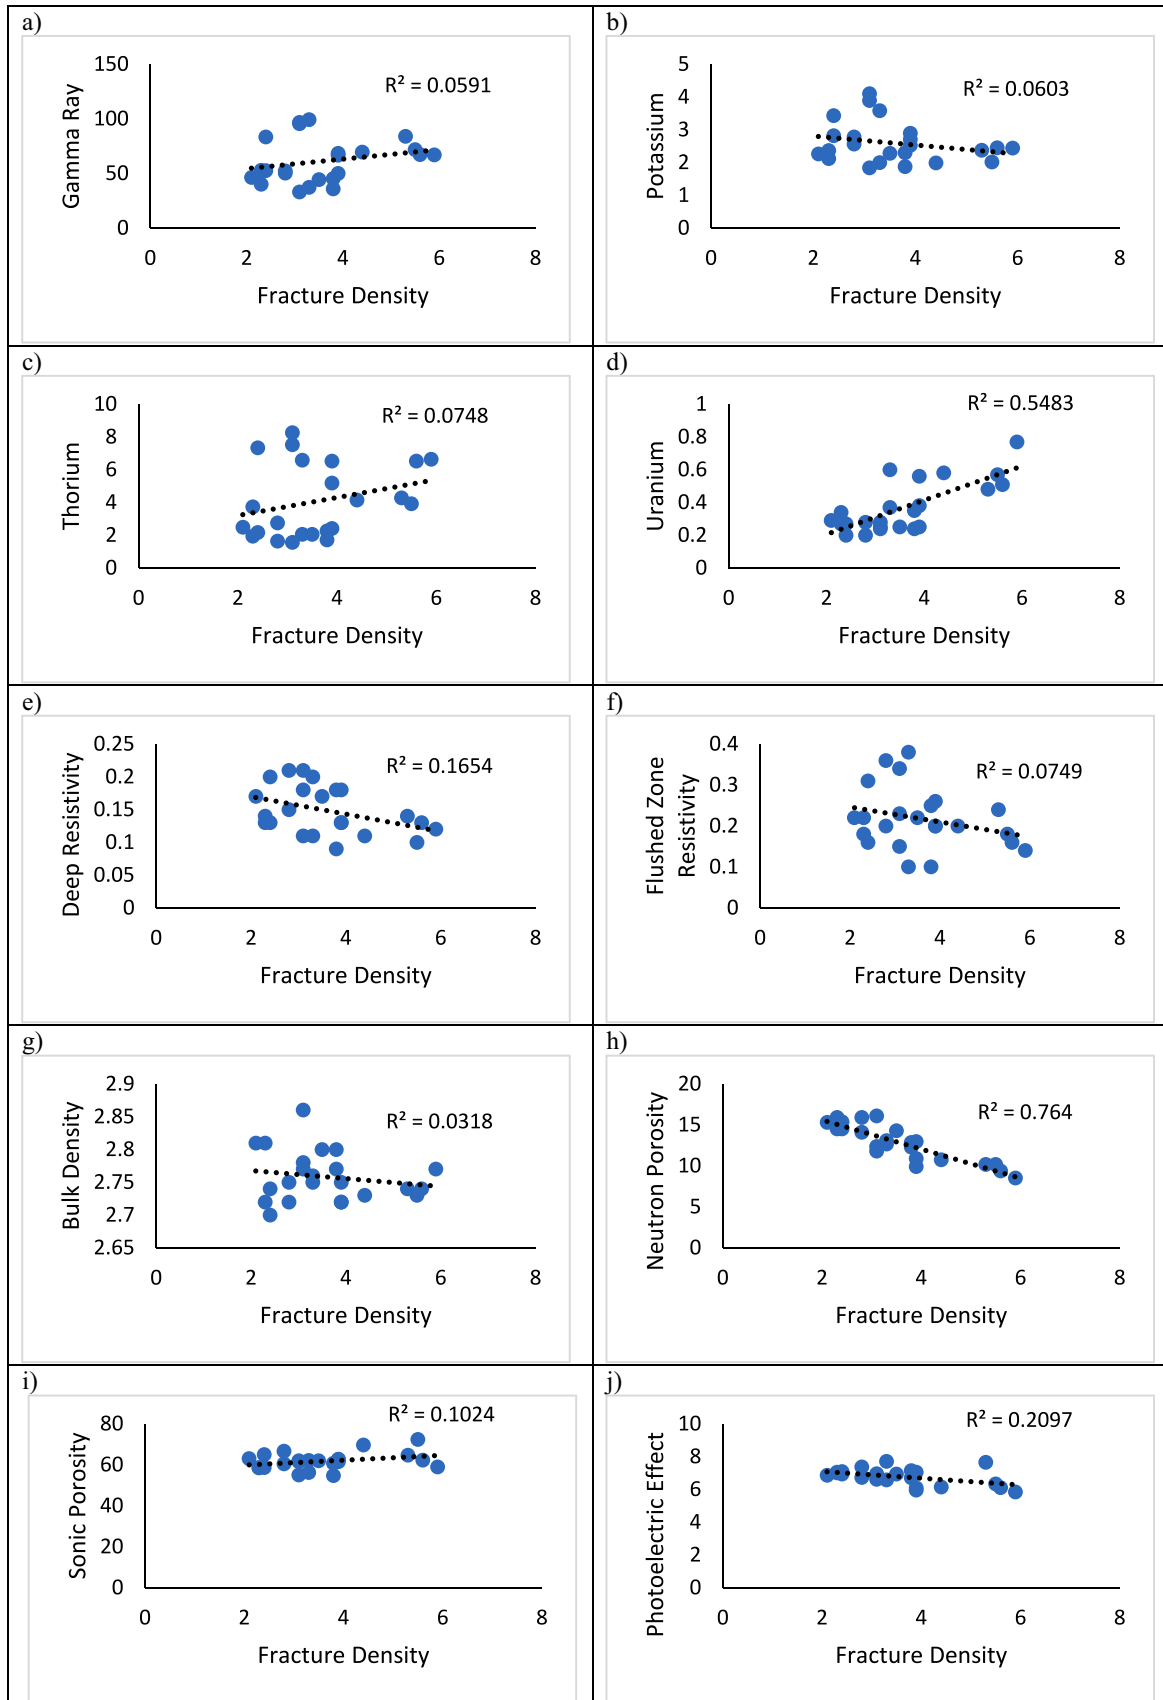 a)
150
100
50
0
0 2 4 6 8
Gamma Ray
Fracture Density
R² = 0.0591
b)
5
4
3
2
1
0
0 2 4 6 8
Potassium
Fracture Density
R² = 0.0603
c)
10
8
6
4
2
0
0 2 4 6 8
Thorium
Fracture Density
R² = 0.0748
d)
1
0.8
0.6
0.4
0.2
0
0 2 4 6 8
Uranium
Fracture Density
R² = 0.5483
e)
0.25
0.2
0.15
0.1
0.05
0
0 2 4 6 8
Deep Resistivity
Fracture Density
R² = 0.1654
f)
0.4
0.3
0.2
0.1
0
0 2 4 6 8
Flushed Zone
Resistivity
Fracture Density
R² = 0.0749
g)
2.9
2.85
2.8
2.75
2.7
2.65
0 2 4 6 8
Bulk Density
Fracture Density
R² = 0.0318
h)
20
15
10
5
0
0 2 4 6 8
Neutron Porosity
Fracture Density
R² = 0.764
i)
80
60
40
20
0
0 2 4 6 8
Sonic Porosity
Fracture Density
R² = 0.1024
j)
10
8
6
4
2
0
0 2 4 6 8
Photoelectric Effect
Fracture Density
R² = 0.2097